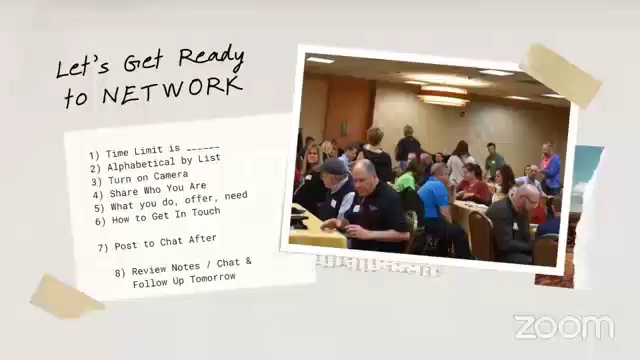 Let's Get Ready
to NETWORK
1) Time Limit is ______
2) Alphabetical by List
3) Turn on Camera
4) Share Who You Are
5) What you do, offer, need
6) How to Get In Touch
7) Post to Chat After
8) Review Notes / Chat &
Follow Up Tomorrow
zoom